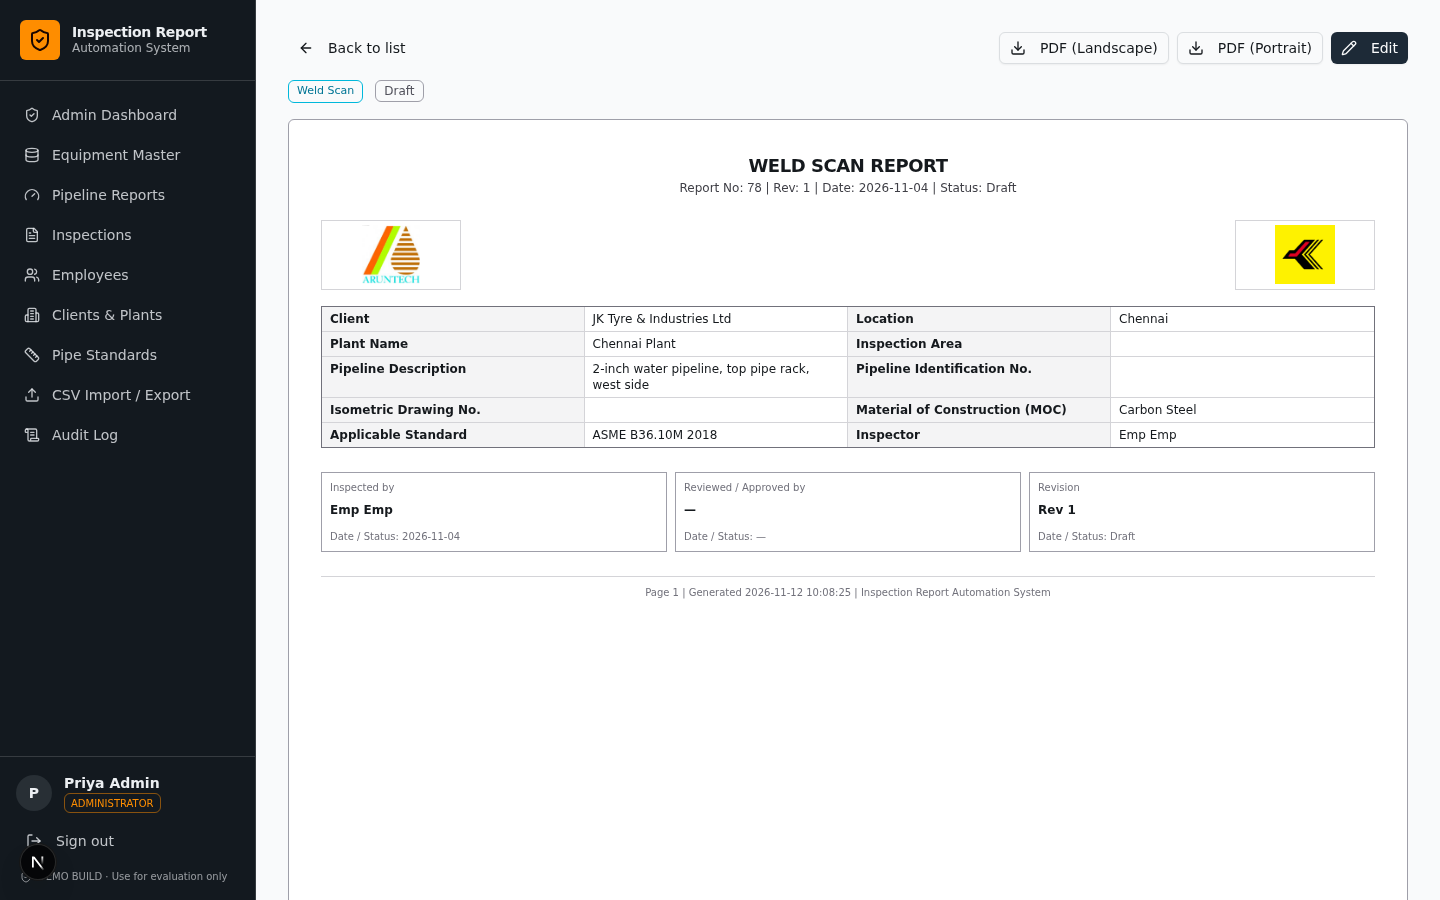 Inspection Report
Automation System
Admin Dashboard
Equipment Master
Pipeline Reports
Inspections
Employees
Clients & Plants
Pipe Standards
CSV Import / Export
Audit Log
P
Priya Admin
ADMINISTRATOR
Sign out
N
EMO BUILD · Use for evaluation only
Back to list
PDF (Landscape)
PDF (Portrait)
Edit
Weld Scan
Draft
WELD SCAN REPORT
Report No: 78 | Rev: 1 | Date: 2026-11-04 | Status: Draft
ARUNTECH
Client
JK Tyre & Industries Ltd
Location
Chennai
Plant Name
Chennai Plant
Inspection Area
Pipeline Description
2-inch water pipeline, top pipe rack,
west side
Pipeline Identification No.
Isometric Drawing No.
Material of Construction (MOC)
Carbon Steel
Applicable Standard
ASME B36.10M 2018
Inspector
Emp Emp
Inspected by
Emp Emp
Date / Status: 2026-11-04
Reviewed / Approved by
—
Date / Status: —
Revision
Rev 1
Date / Status: Draft
Page 1 | Generated 2026-11-12 10:08:25 | Inspection Report Automation System